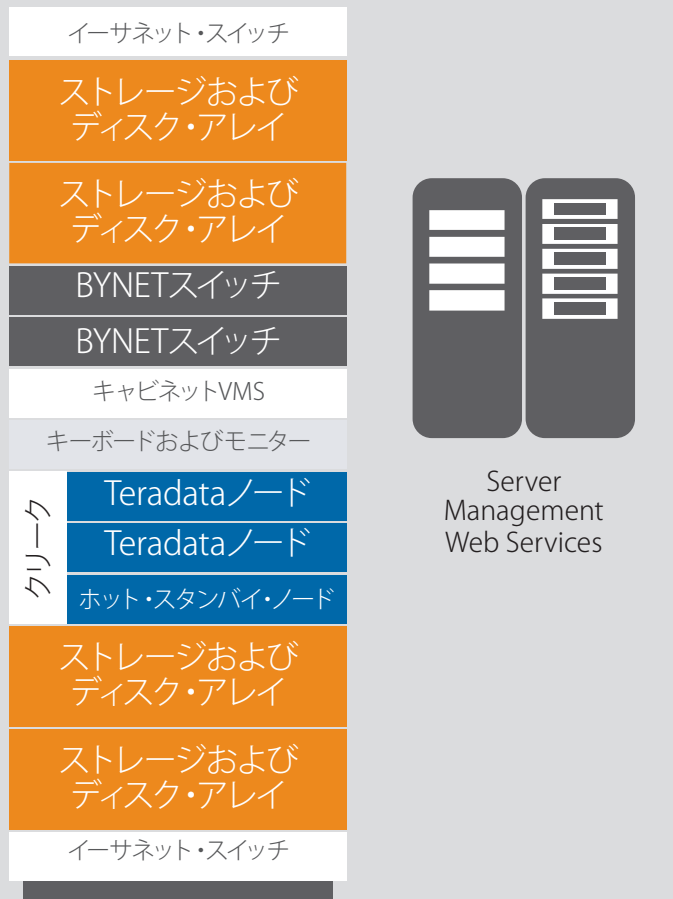 イーサネット・スイッチ
ストレージおよび
ディスク・アレイ
ストレージおよび
ディスク・アレイ
BYNETスイッチ
BYNETスイッチ
キャビネットVMS
キーボードおよびモニター
クリーク
Teradataノード
Teradataノード
ホット・スタンバイ・ノード
ストレージおよび
ディスク・アレイ
ストレージおよび
ディスク・アレイ
イーサネット・スイッチ
Server
Management
Web Services